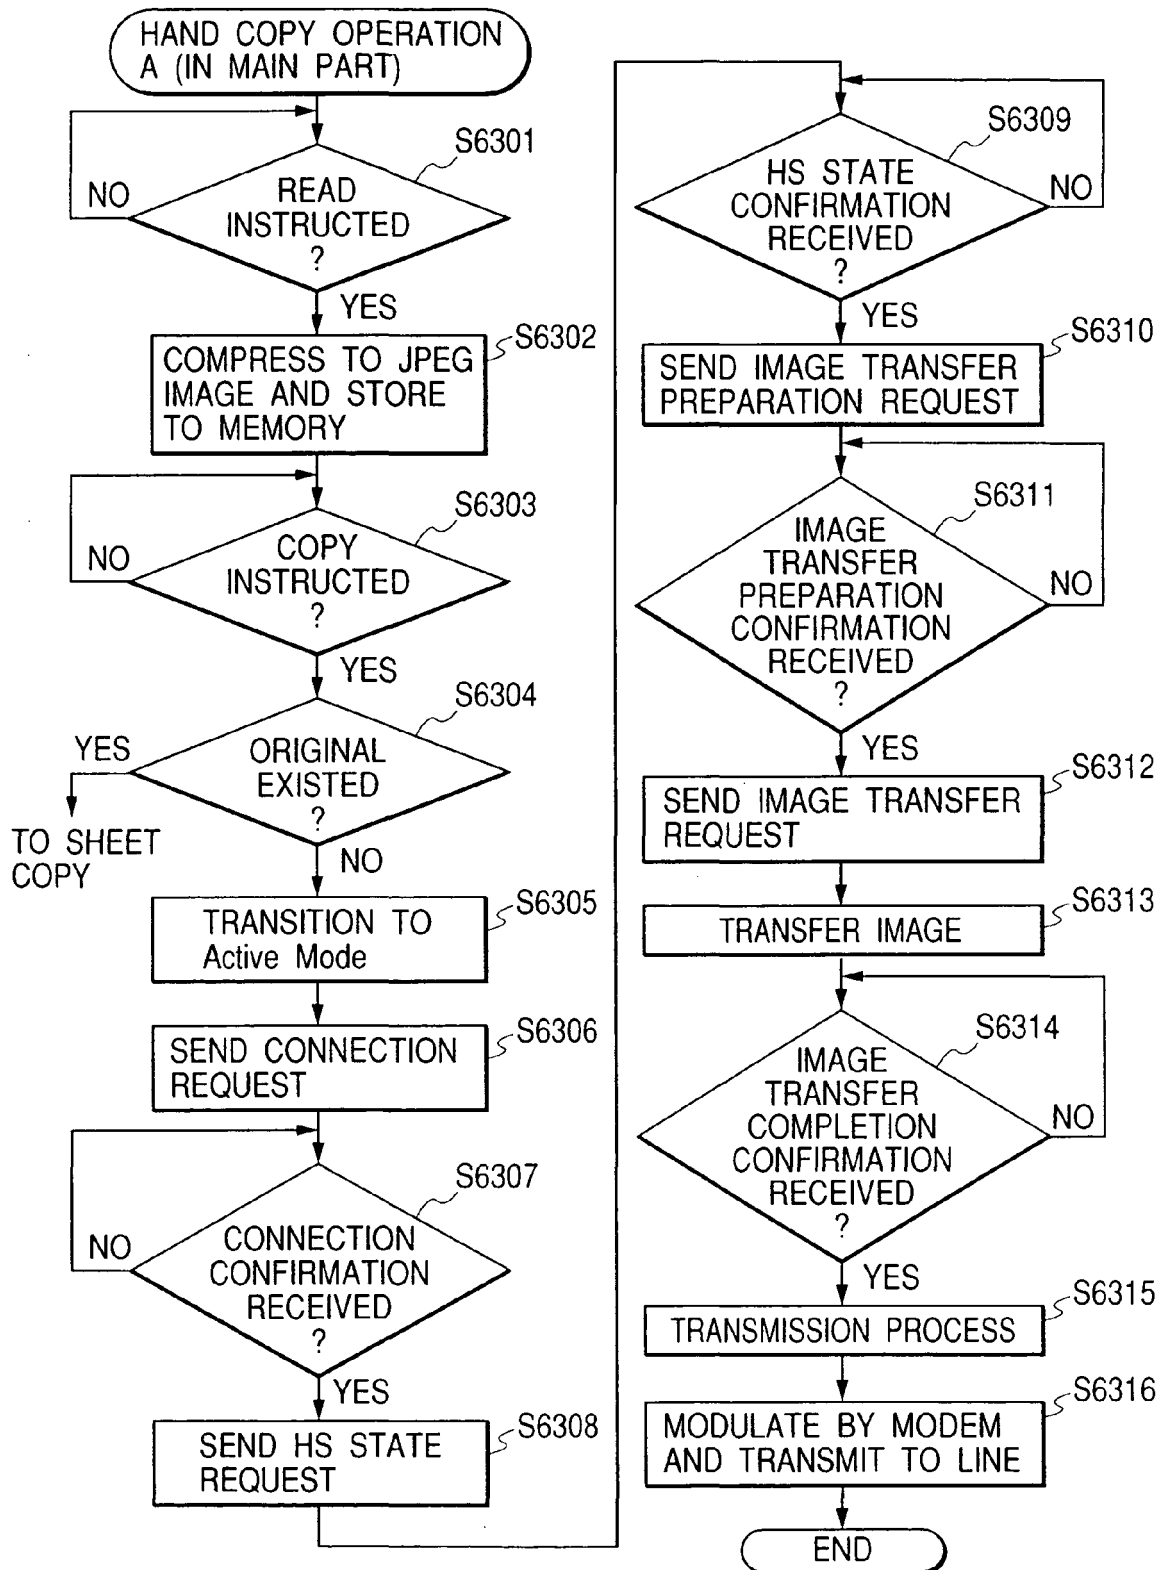 HAND COPY OPERATION
A (IN MAIN PART)
S6301
NO
READ
INSTRUCTED
?
YES
S6302
COMPRESS TO JPEG
IMAGE AND STORE
TO MEMORY
S6303
NO
COPY
INSTRUCTED
?
YES
S6304
YES
ORIGINAL
EXISTED
?
TO SHEET
COPY
NO
S6305
TRANSITION TO
Active Mode
S6306
SEND CONNECTION
REQUEST
S6307
NO
CONNECTION
CONFIRMATION
RECEIVED
?
YES
S6308
SEND HS STATE
REQUEST
S6309
HS STATE
CONFIRMATION
RECEIVED
?
NO
YES
S6310
SEND IMAGE TRANSFER
PREPARATION REQUEST
S6311
IMAGE
TRANSFER
PREPARATION
CONFIRMATION
RECEIVED
?
NO
YES
S6312
SEND IMAGE TRANSFER
REQUEST
S6313
TRANSFER IMAGE
S6314
IMAGE
TRANSFER
COMPLETION
CONFIRMATION
RECEIVED
?
NO
YES
S6315
TRANSMISSION PROCESS
S6316
MODULATE BY MODEM
AND TRANSMIT TO LINE
END